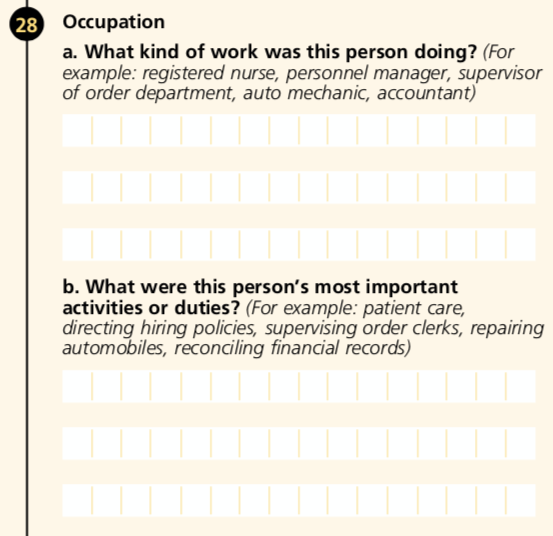 28 Occupation
a. What kind of work was this person doing? (For
example: registered nurse, personnel manager, supervisor
of order department, auto mechanic, accountant)
b. What were this person's most important
activities or duties? (For example: patient care,
directing hiring policies, supervising order clerks, repairing
automobiles, reconciling financial records)